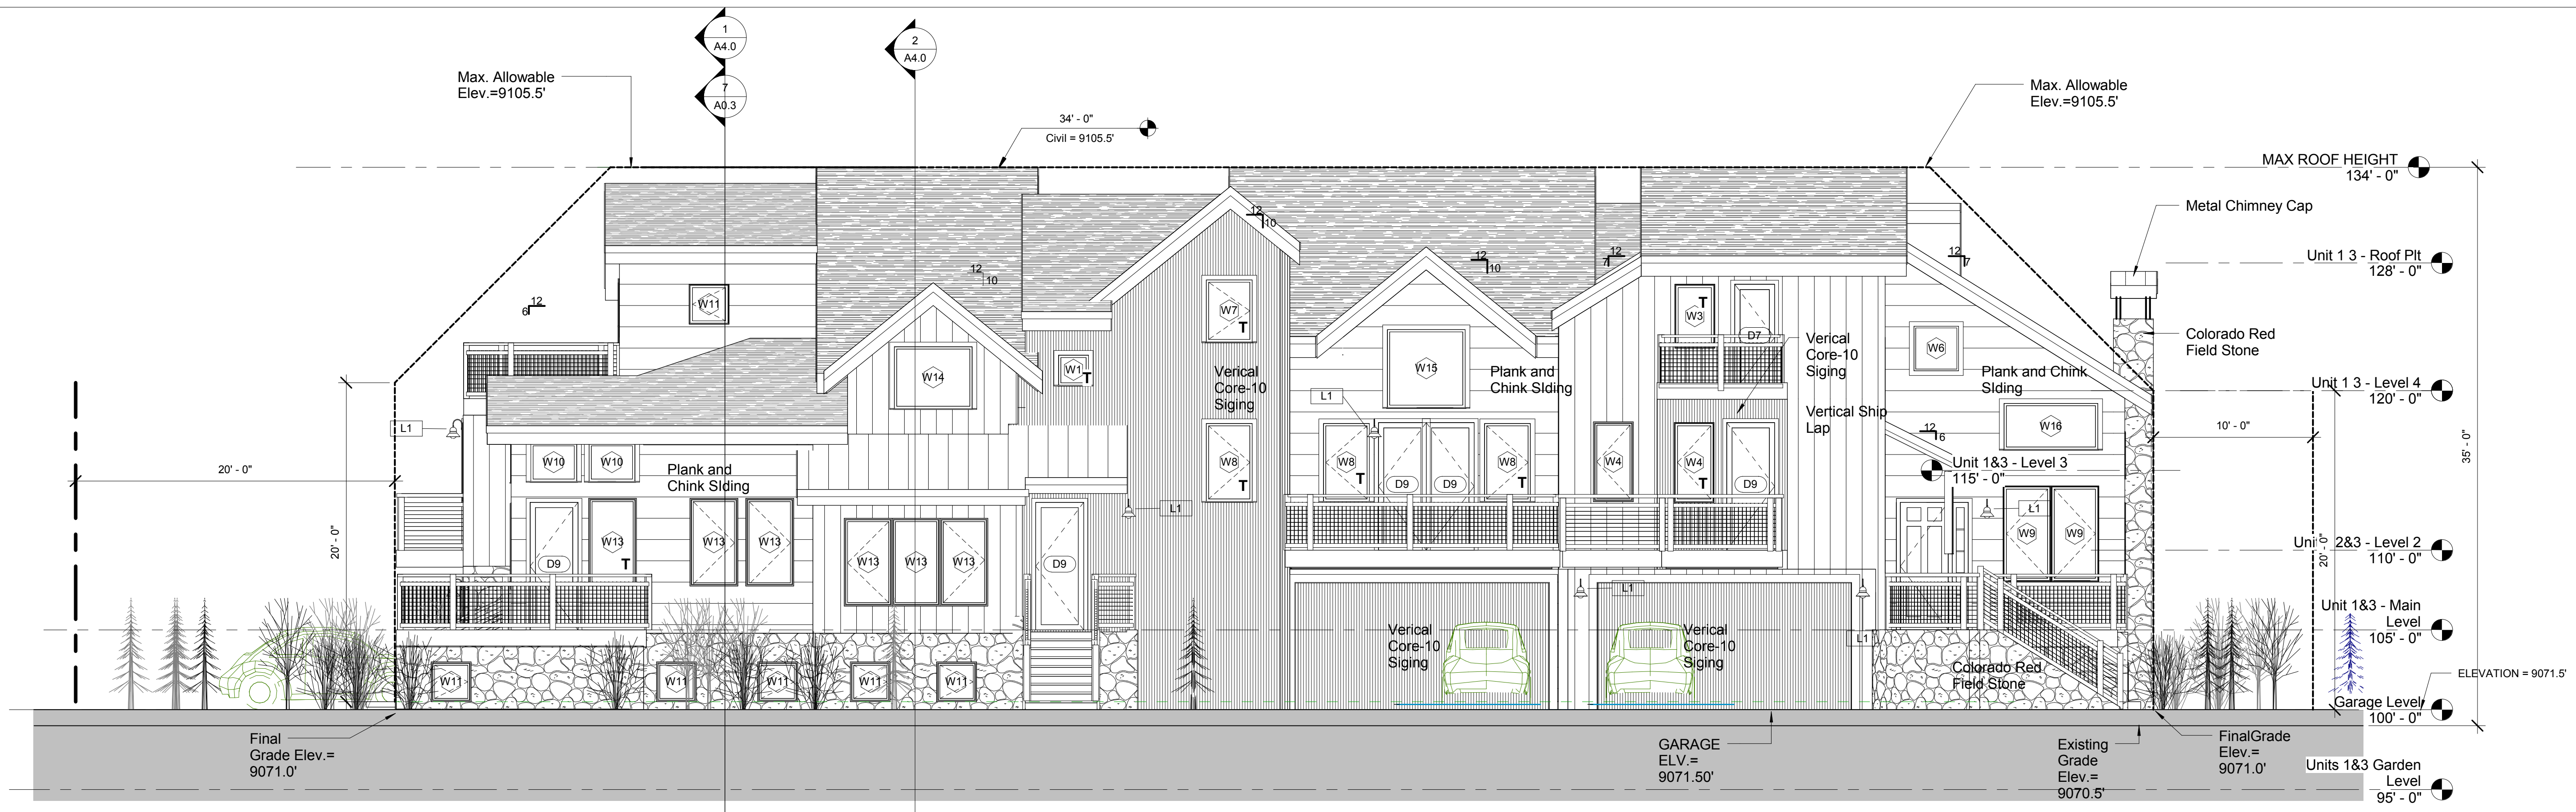 1
A4.0
7
A0.3
2
A4.0
Max. Allowable
Elev.=9105.5'
34' - 0"
Civil = 9105.5'
Max. Allowable
Elev.=9105.5'
MAX ROOF HEIGHT
134' - 0"
Metal Chimney Cap
Unit 1 3 - Roof Plt
128' - 0"
12
10
12
10
12
10
12
7
12
7
12
6
W11
W7
T
W3
T
D7
Verical
Core-10
Siging
W6
Colorado Red
Field Stone
W14
W1
T
Verical
Core-10
Siging
W15
Plank and
Chink SIding
Plank and Chink
SIding
Unit 1 3 - Level 4
120' - 0"
L1
L1
Vertical Ship
Lap
W16
12
6
10' - 0"
35' - 0"
20' - 0"
W10
W10
Plank and
Chink SIding
W8
T
W8
T
D9
D9
W8
T
W4
W4
T
D9
Unit 1&3 - Level 3
115' - 0"
L1
L1
20' - 0"
D9
W13
T
W13
W13
W13
W13
W13
D9
W9
W9
Unit 2&3 - Level 2
110' - 0"
20' - 0"
L1
Verical
Core-10
Siging
Verical
Core-10
Siging
L1
Unit 1&3 - Main
Level
105' - 0"
W11
W11
W11
W11
W11
Colorado Red
Field Stone
ELEVATION = 9071.5'
Garage Level
100' - 0"
Final
Grade Elev.=
9071.0'
GARAGE
ELV.=
9071.50'
Existing
Grade
Elev.=
9070.5'
FinalGrade
Elev.=
9071.0'
Units 1&3 Garden
Level
95' - 0"